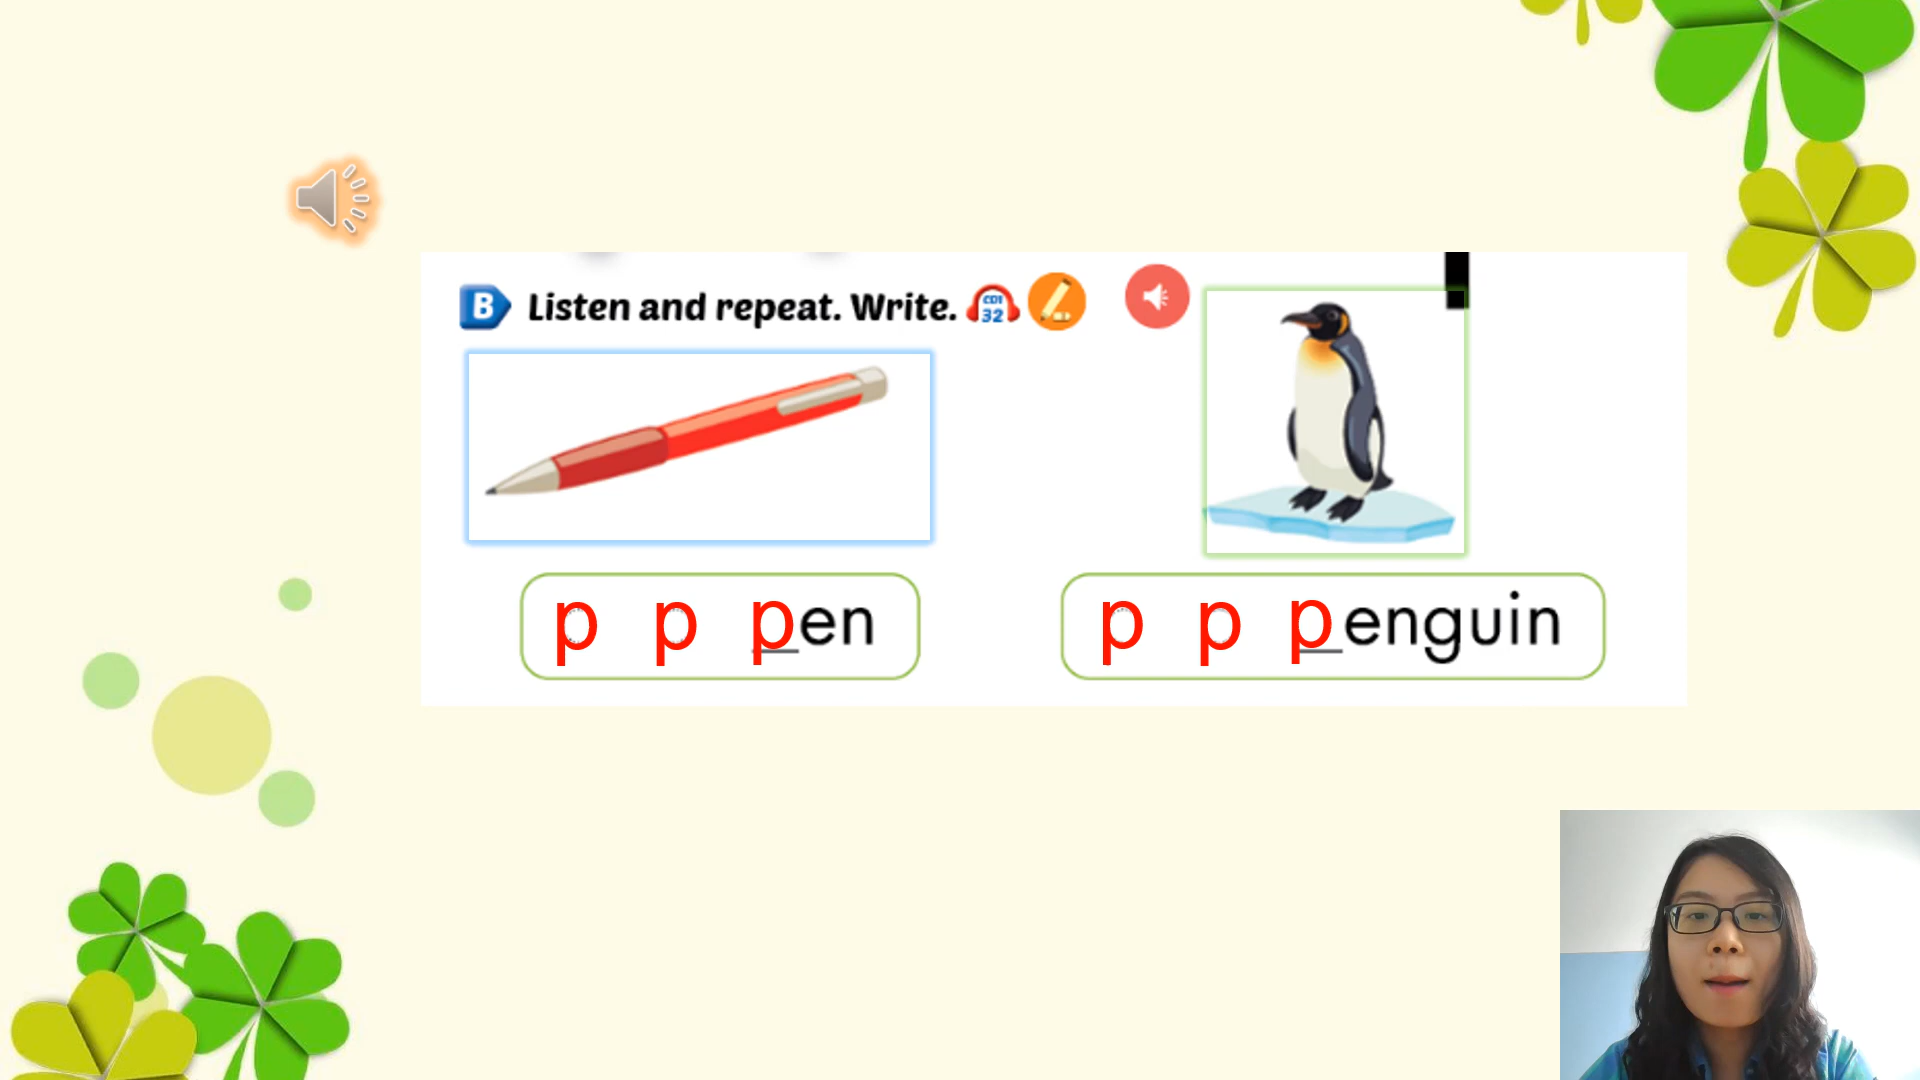 B Listen and repeat. Write. CD1 32
p p pen
p p penguin